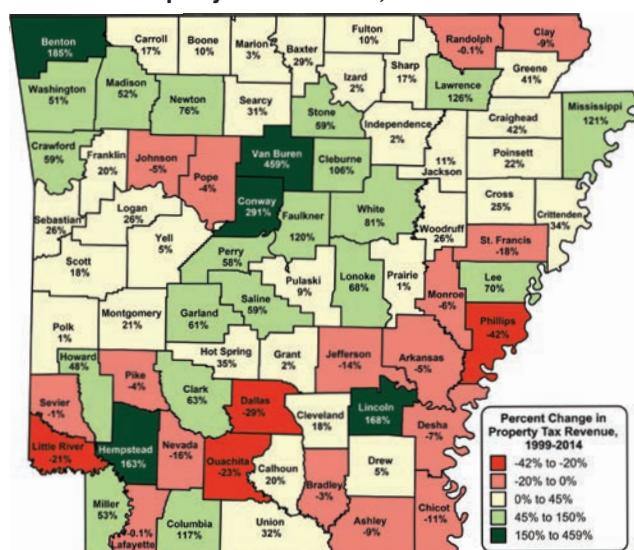 Benton
185%
Carroll
17%
Boone
10%
Marion
3%
Baxter
29%
Fulton
10%
Randolph
-0.1%
Clay
-9%
Washington
51%
Madison
52%
Newton
76%
Searcy
31%
Stone
59%
Izard
2%
Sharp
17%
Lawrence
126%
Greene
41%
Independence
2%
Craighead
42%
Mississippi
121%
Crawford
59%
Franklin
20%
Johnson
-5%
Pope
-4%
Van Buren
459%
Cleburne
106%
11%
Jackson
Poinsett
22%
Sebastian
26%
Logan
26%
Conway
291%
Faulkner
120%
White
81%
Woodruff
26%
Cross
25%
Crittenden
34%
Scott
18%
Yell
5%
Perry
58%
Pulaski
9%
Lonoke
68%
Prairie
1%
St. Francis
-18%
Lee
70%
Polk
1%
Montgomery
21%
Garland
61%
Saline
59%
Monroe
-6%
Phillips
-42%
Howard
48%
Pike
-4%
Hot Spring
35%
Grant
2%
Jefferson
-14%
Arkansas
-5%
Sevier
-1%
Clark
63%
Dallas
-29%
Cleveland
18%
Lincoln
168%
Desha
-7%
Little River
-21%
Hempstead
163%
Nevada
-16%
Ouachita
-23%
Calhoun
20%
Bradley
-3%
Drew
5%
Miller
53%
-0.1%
Lafayette
Columbia
117%
Union
32%
Ashley
-9%
Chicot
-11%
Percent Change in
Property Tax Revenue,
1999-2014
-42% to -20%
-20% to 0%
0% to 45%
45% to 150%
150% to 459%